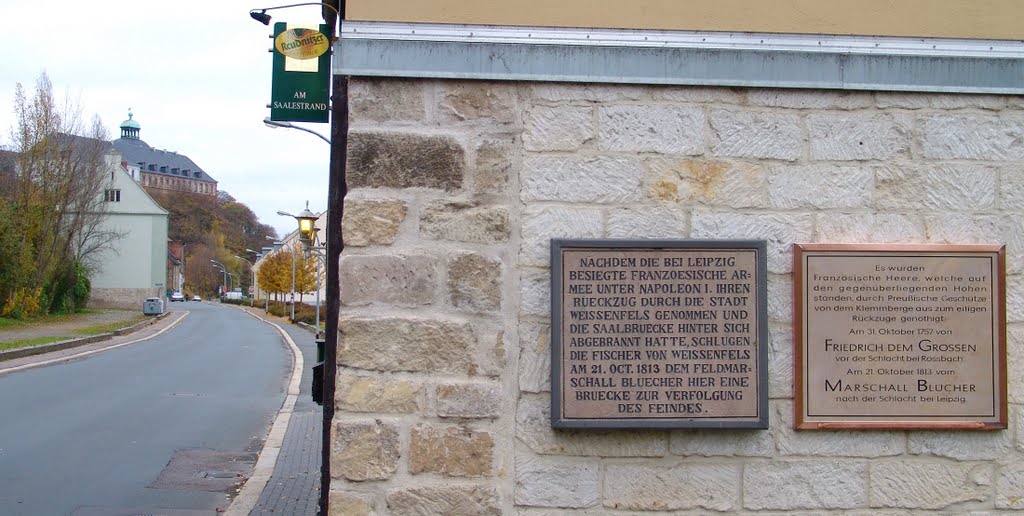 Reudnitzer
AM
SAALESTRAND
NACHDEM DIE BEI LEIPZIG
BESIEGTE FRANZOESISCHE AR=
MEE UNTER NAPOLEON I. IHREN
RUECKZUG DURCH DIE STADT
WEISSENFELS GENOMMEN UND
DIE SAALBRUECKE HINTER SICH
ABGEBRANNT HATTE, SCHLUGEN
DIE FISCHER VON WEISSENFELS
AM 21. OCT. 1813 DEM FELDMAR=
SCHALL BLUECHER HIER EINE
BRUECKE ZUR VERFOLGUNG
DES FEINDES.
Es wurden
Französische Heere, welche auf
den gegenüberliegenden Höhen
standen, durch Preußische Geschütze
von dem Klemmberge aus zum eiligen
Rückzuge genöthigt:
Am 31. Oktober 1757 von
FRIEDRICH DEM GROSSEN
vor der Schlacht bei Rossbach.
Am 21. Oktober 1813 vom
MARSCHALL BLÜCHER
nach der Schlacht bei Leipzig.